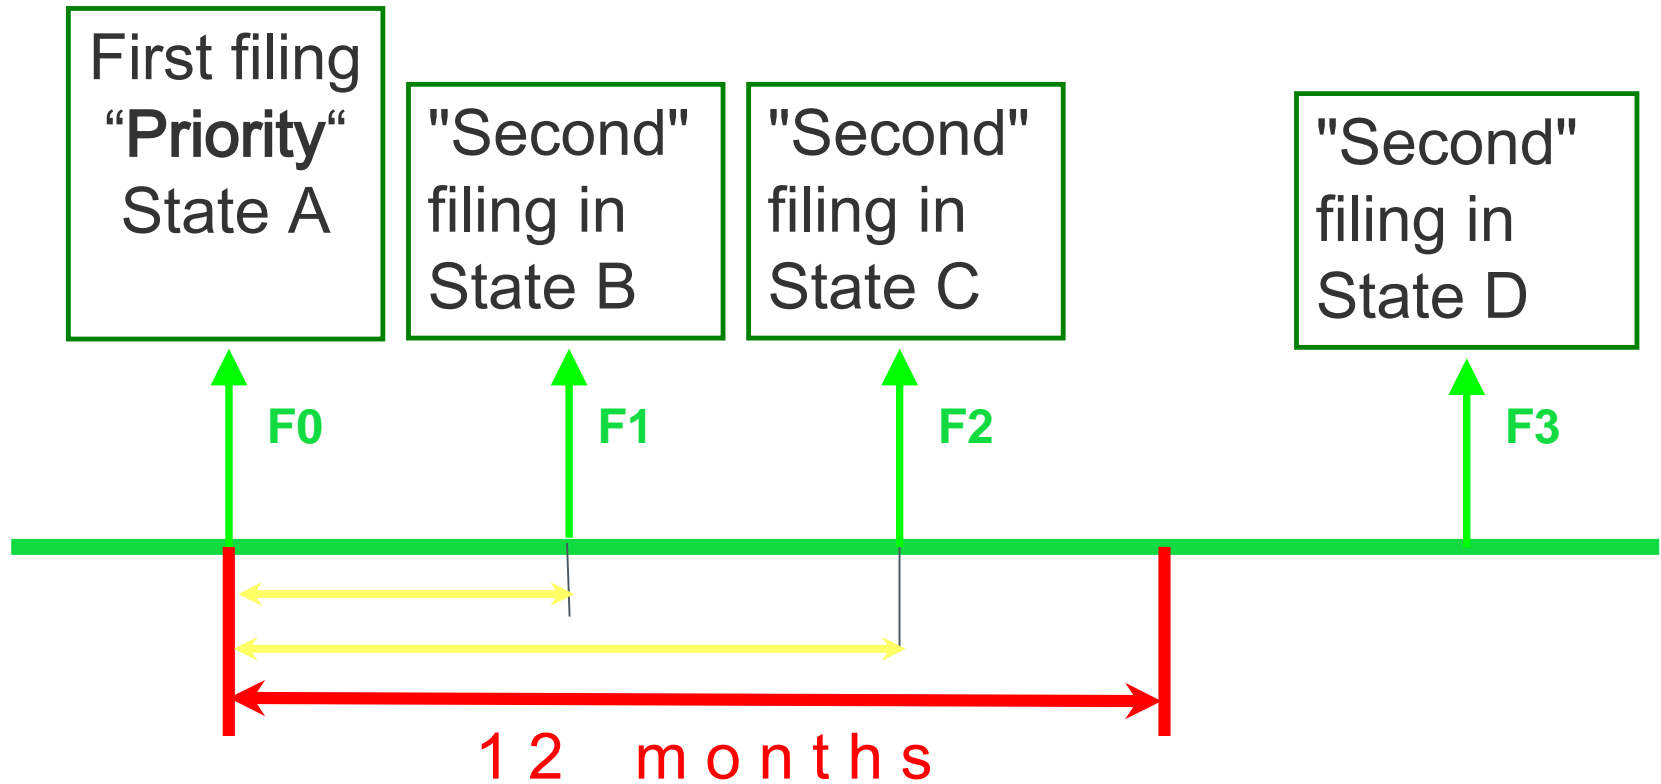 First filing
“Priority“
State A
"Second"
filing in
State B
"Second"
filing in
State C
"Second"
filing in
State D
F0
F1
F2
F3
12 months